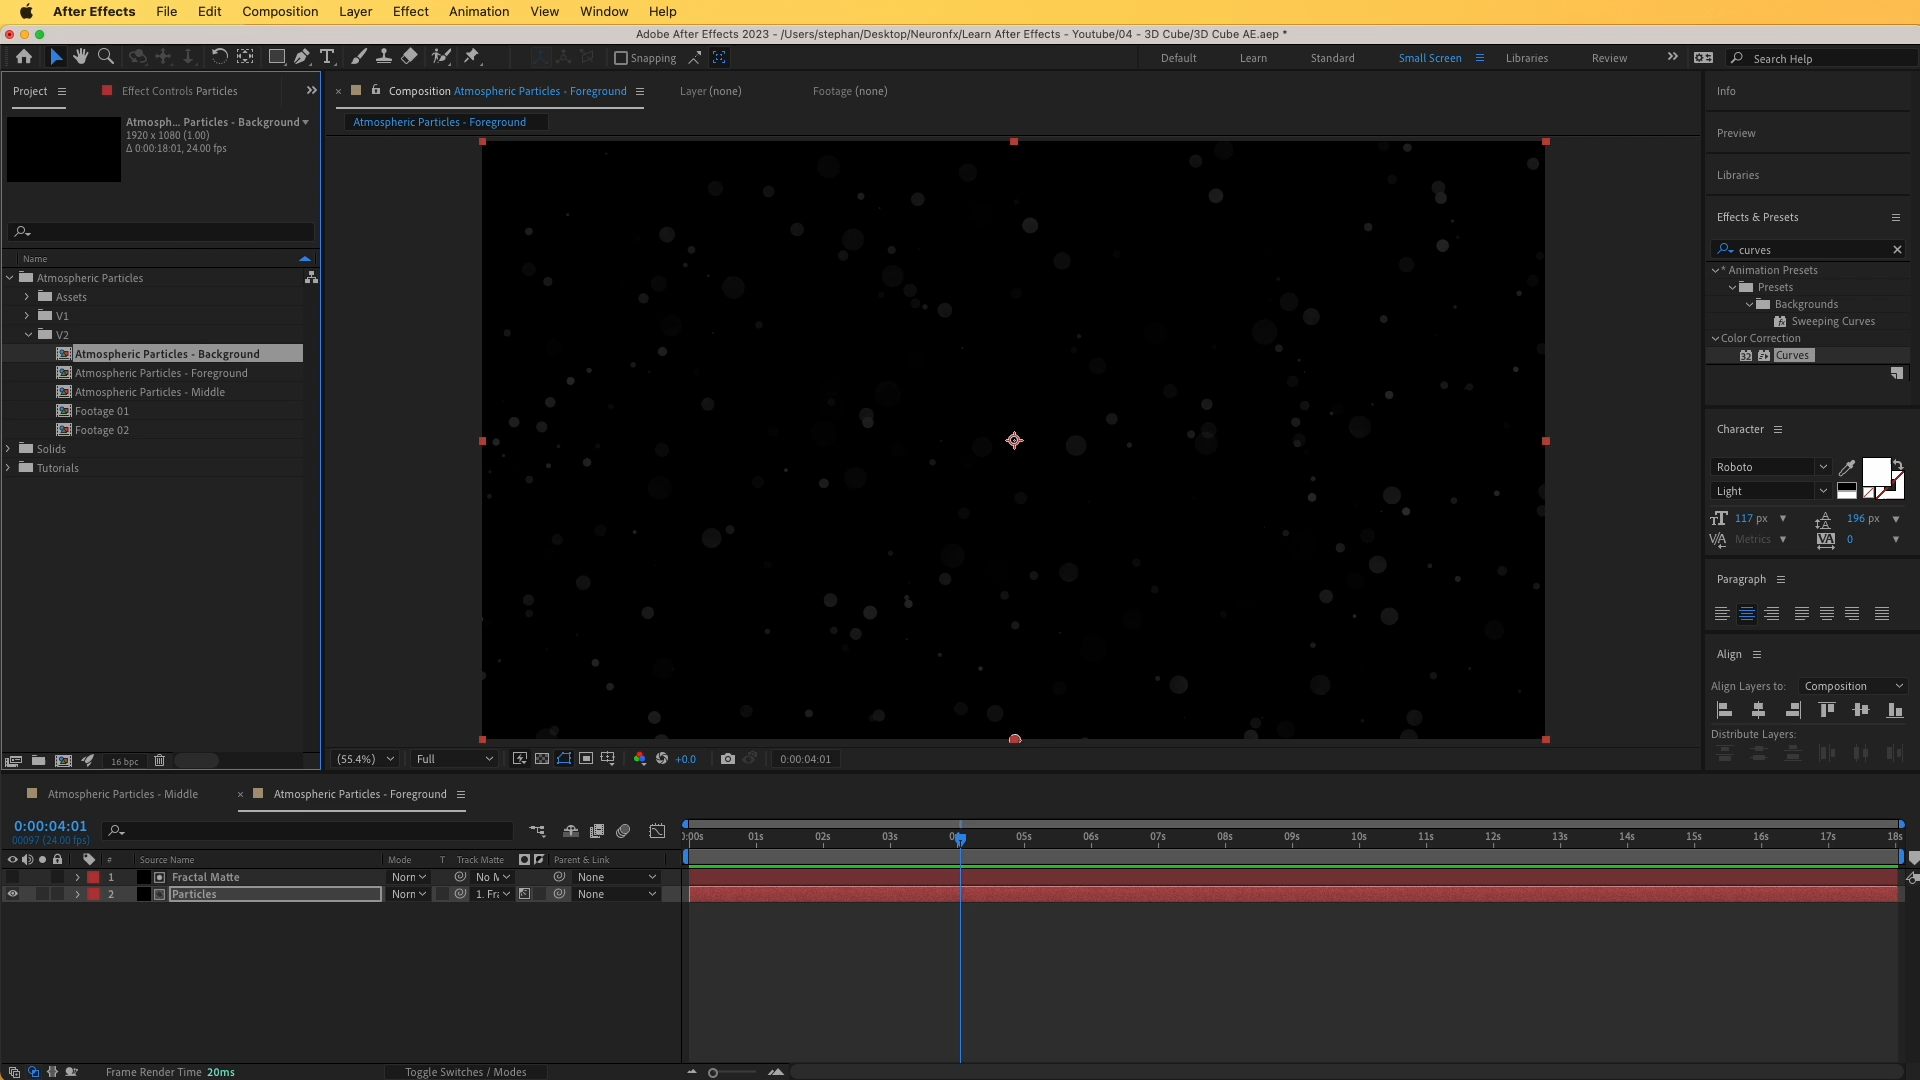 After Effects File Edit Composition Layer Effect Animation View Window Help
Adobe After Effects 2023 - /Users/stephan/Desktop/Neuronfx/Learn After Effects - Youtube/04 - 3D Cube/3D Cube AE.aep *
Snapping
Default Learn Standard Small Screen Libraries Review
Search Help
Project
Effect Controls Particles
Composition Atmospheric Particles - Foreground
Layer (none)
Footage (none)
Atmospheric Particles - Foreground
Atmosph... Particles - Background
1920 x 1080 (1.00)
Δ 0:00:18:01, 24.00 fps
Name
Atmospheric Particles
Assets
V1
V2
Atmospheric Particles - Background
Atmospheric Particles - Foreground
Atmospheric Particles - Middle
Footage 01
Footage 02
Solids
Tutorials
16 bpc
(55.4%)
Full
+0.0
0:00:04:01
Info
Preview
Libraries
Effects & Presets
curves
* Animation Presets
Presets
Backgrounds
Sweeping Curves
Color Correction
32
Curves
Character
Roboto
Light
117 px
196 px
Metrics
0
Paragraph
Align
Align Layers to: Composition
Distribute Layers:
Atmospheric Particles - Middle
Atmospheric Particles - Foreground
0:00:04:01
00097 (24.00 fps)
):00s 01s 02s 03s 04s 05s 06s 07s 08s 09s 10s 11s 12s 13s 14s 15s 16s 17s 18s
# Source Name Mode T Track Matte Parent & Link
1 Fractal Matte Norn No M None
2 Particles Norn 1. Fra None
Frame Render Time 20ms
Toggle Switches / Modes